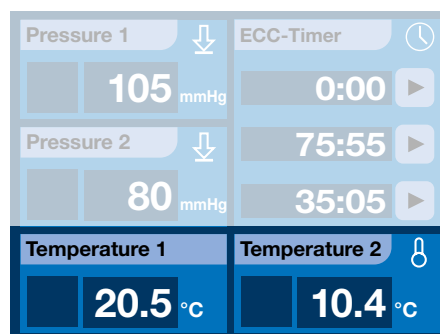 Pressure 1
105 mmHg
Pressure 2
80 mmHg
ECC-Timer
0:00
75:55
35:05
Temperature 1
20.5 °C
Temperature 2
10.4 °C